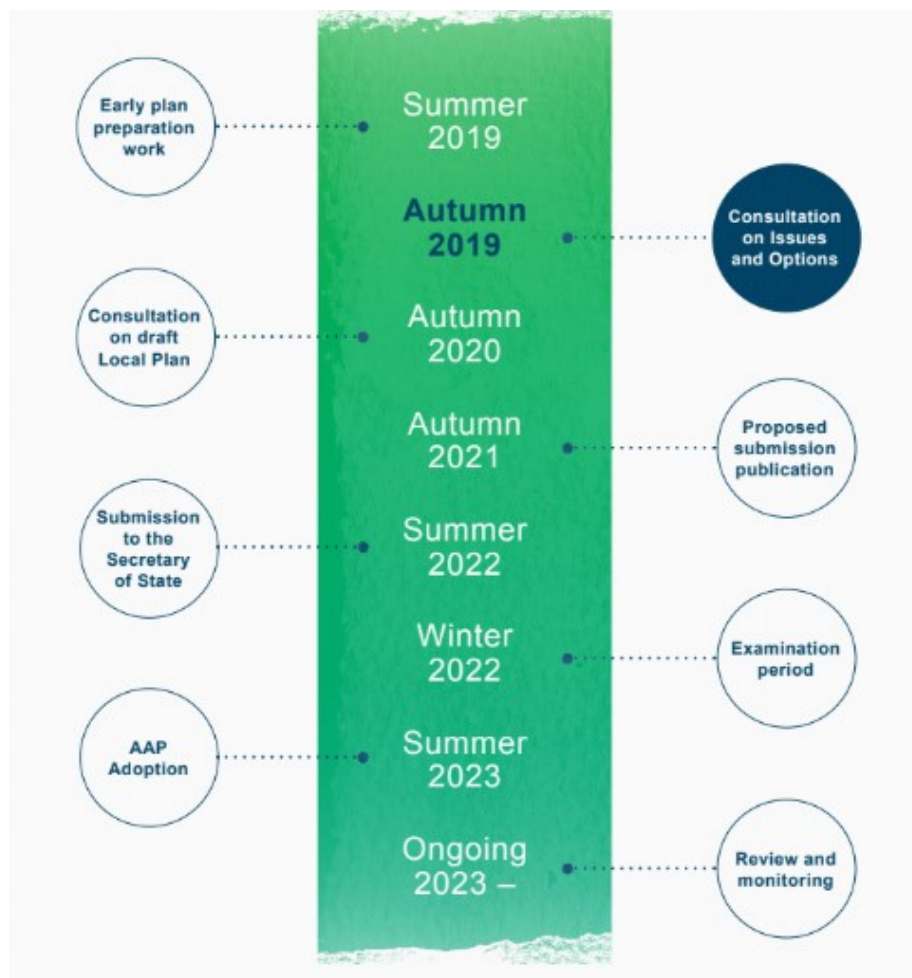 Early plan
preparation
work
Summer
2019
Autumn
2019
Consultation
on Issues
and Options
Consultation
on draft
Local Plan
Autumn
2020
Autumn
2021
Proposed
submission
publication
Submission
to the
Secretary
of State
Summer
2022
Winter
2022
Examination
period
AAP
Adoption
Summer
2023
Ongoing
2023 –
Review and
monitoring